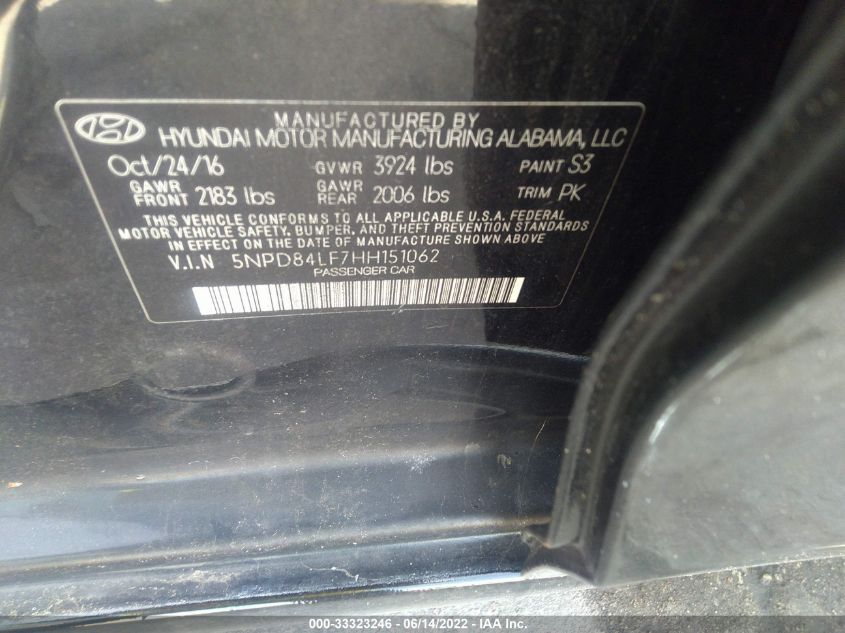 MANUFACTURED BY
HYUNDAI MOTOR MANUFACTURING ALABAMA, LLC
Oct/24/16 GVWR 3924 lbs PAINT S3
GAWR FRONT 2183 lbs GAWR REAR 2006 lbs TRIM PK
THIS VEHICLE CONFORMS TO ALL APPLICABLE U.S.A. FEDERAL
MOTOR VEHICLE SAFETY, BUMPER, AND THEFT PREVENTION STANDARDS
IN EFFECT ON THE DATE OF MANUFACTURE SHOWN ABOVE.
V.I.N 5NPD84LF7HH151062
PASSENGER CAR
000-33323246 - 06/14/2022 - IAA Inc.